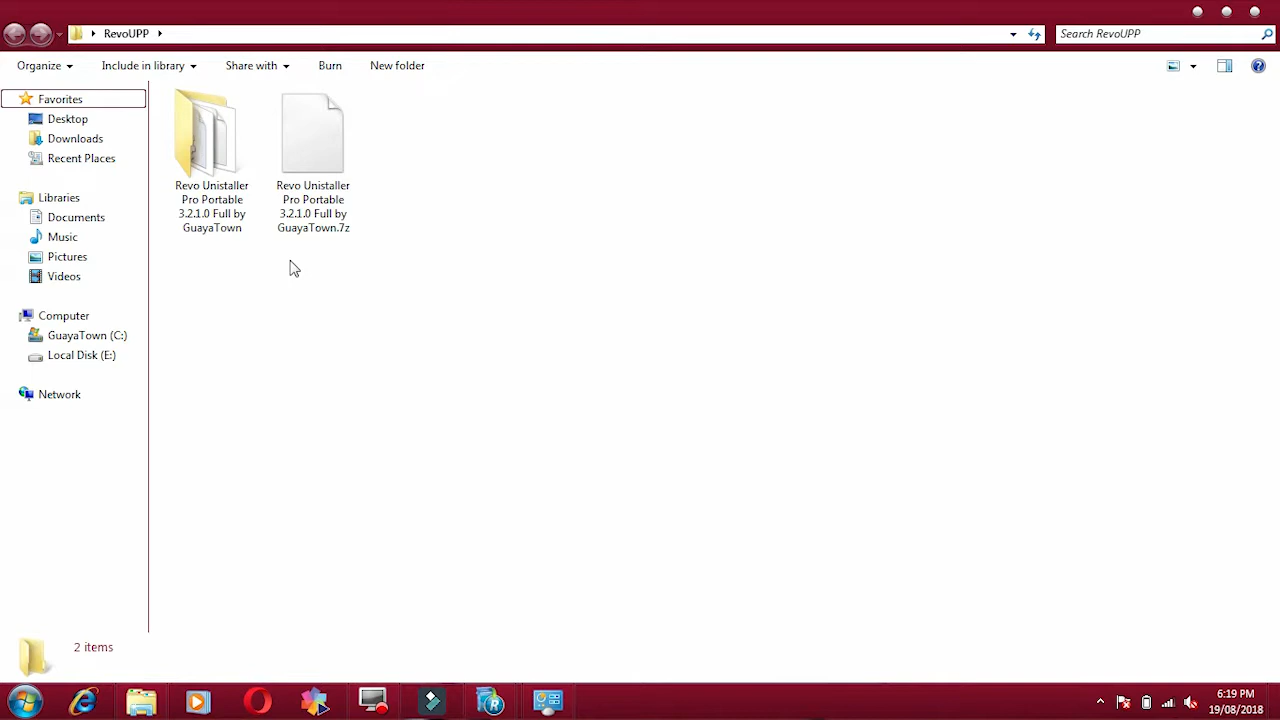 RevoUPP
Search RevoUPP
Organize
Include in library
Share with
Burn
New folder
Favorites
Desktop
Downloads
Recent Places
Libraries
Documents
Music
Pictures
Videos
Computer
GuayaTown (C:)
Local Disk (E:)
Network
Revo Unistaller
Pro Portable
3.2.1.0 Full by
GuayaTown
Revo Unistaller
Pro Portable
3.2.1.0 Full by
GuayaTown.7z
2 items
6:19 PM
19/08/2018